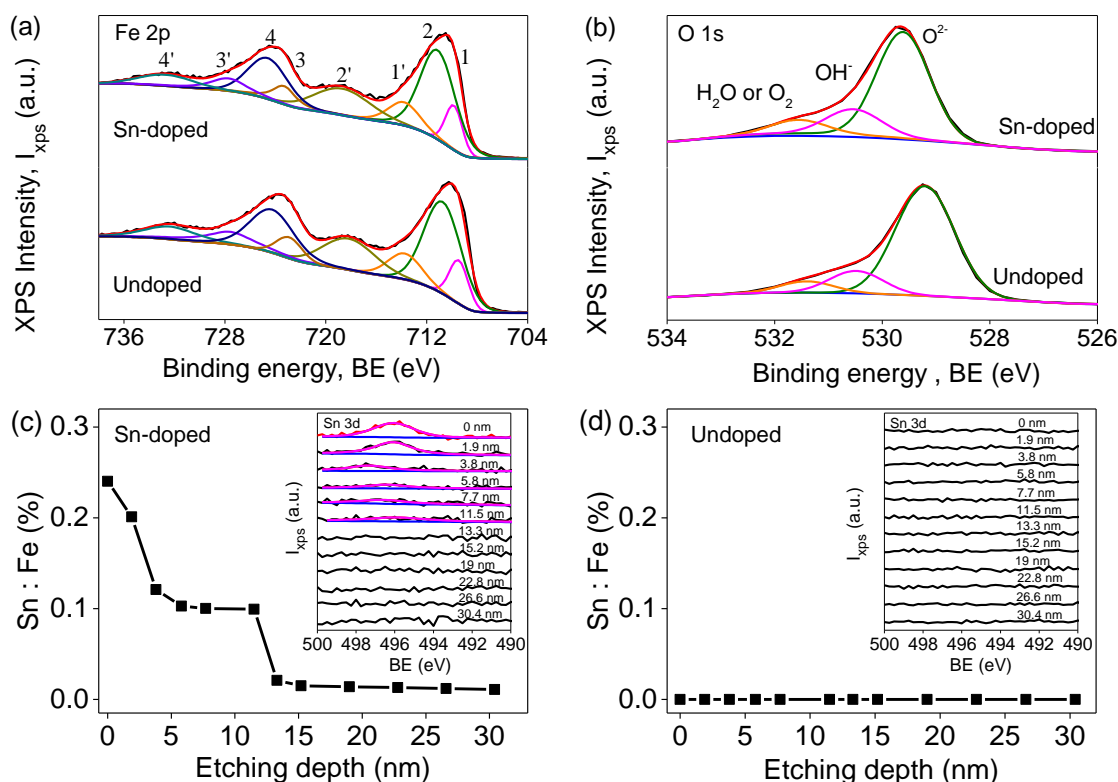 (a)
Fe 2p
4' 3' 4 3 2' 1' 2 1
Sn-doped
Undoped
XPS Intensity, I_xps (a.u.)
736 728 720 711 704
Binding energy, BE (eV)
(b)
O 1s
O²⁻
OH⁻
H₂O or O₂
Sn-doped
Undoped
XPS Intensity, I_xps (a.u.)
534 532 530 528 526
Binding energy , BE (eV)
(c)
Sn-doped
Sn : Fe (%)
0.3
0.2
0.1
0.0
0 5 10 15 20 25 30
Etching depth (nm)
Sn 3d
0 nm
1.9 nm
3.8 nm
5.8 nm
7.7 nm
11.5 nm
13.3 nm
15.2 nm
19 nm
22.8 nm
26.6 nm
30.4 nm
I_xps (a.u.)
500 498 496 494 492 490
BE (eV)
(d)
Undoped
Sn : Fe (%)
0.3
0.2
0.1
0.0
0 5 10 15 20 25 30
Etching depth (nm)
Sn 3d
0 nm
1.9 nm
3.8 nm
5.8 nm
7.7 nm
11.5 nm
13.3 nm
15.2 nm
19 nm
22.8 nm
26.6 nm
30.4 nm
I_xps (a.u.)
500 498 496 494 492 490
BE (eV)